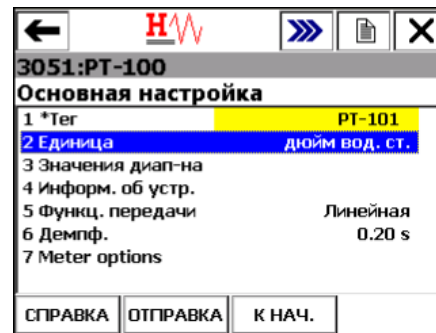 H
3051:PT-100
Основная настройка
1 *Тег PT-101
2 Единица дюйм вод. ст.
3 Значения диап-на
4 Информ. об устр.
5 Функц. передачи Линейная
6 Демпф. 0.20 s
7 Meter options
СПРАВКА ОТПРАВКА К НАЧ.